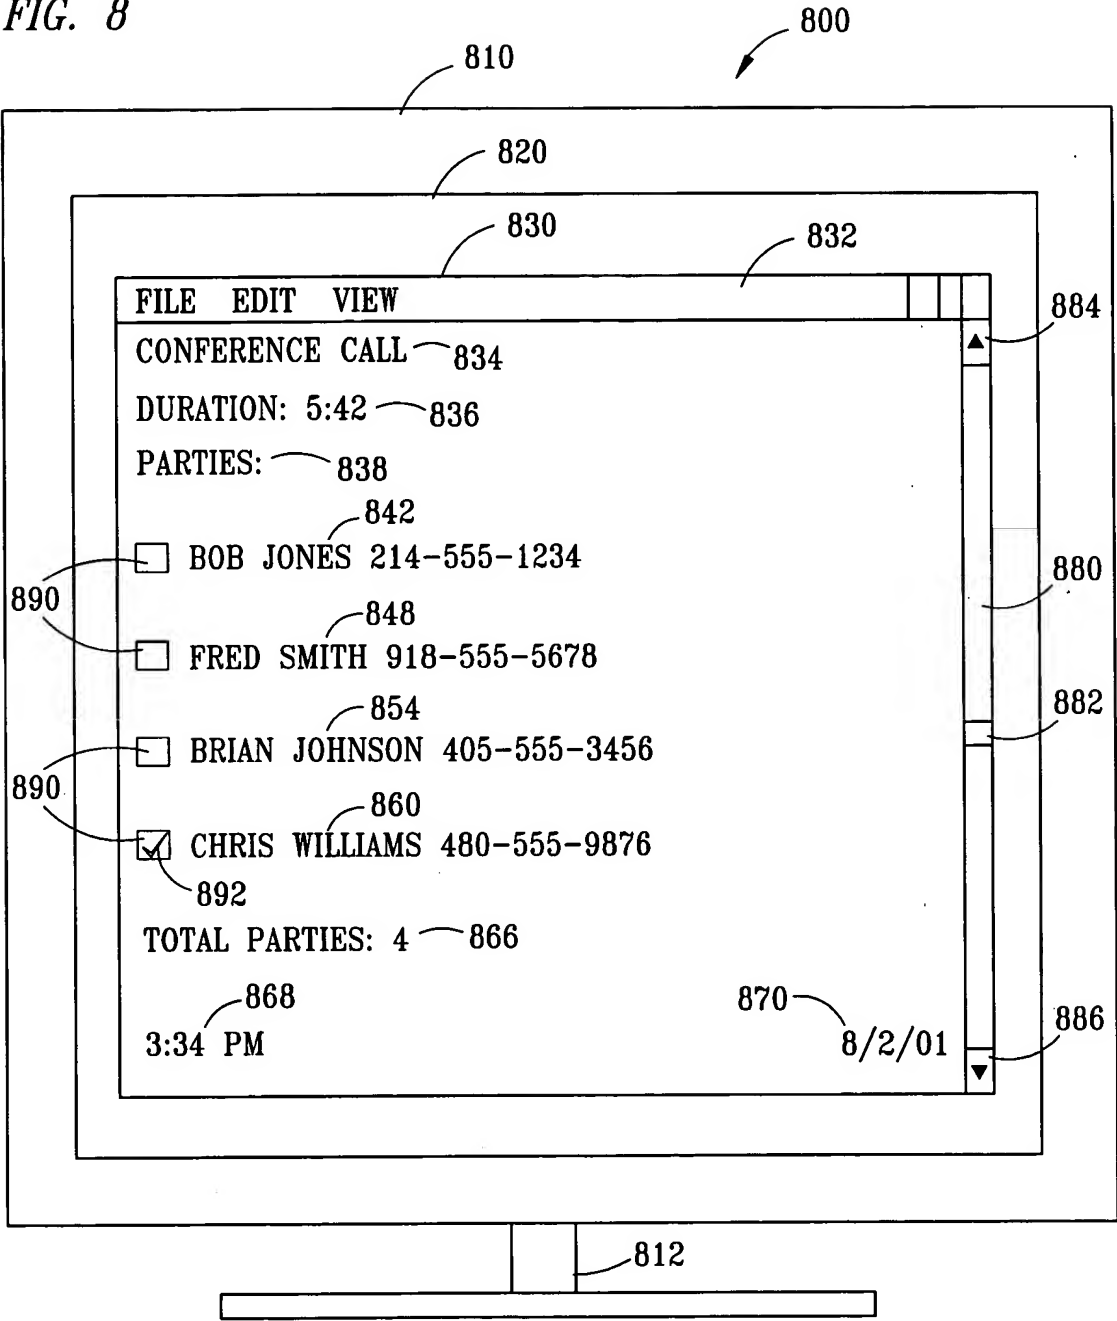 FIG. 8
800
810
820
830
832
FILE EDIT VIEW
884
CONFERENCE CALL 834
DURATION: 5:42 836
PARTIES: 838
842
BOB JONES 214-555-1234
880
890
848
FRED SMITH 918-555-5678
854
882
BRIAN JOHNSON 405-555-3456
890
860
CHRIS WILLIAMS 480-555-9876
892
TOTAL PARTIES: 4 866
868
870
886
3:34 PM
8/2/01
812